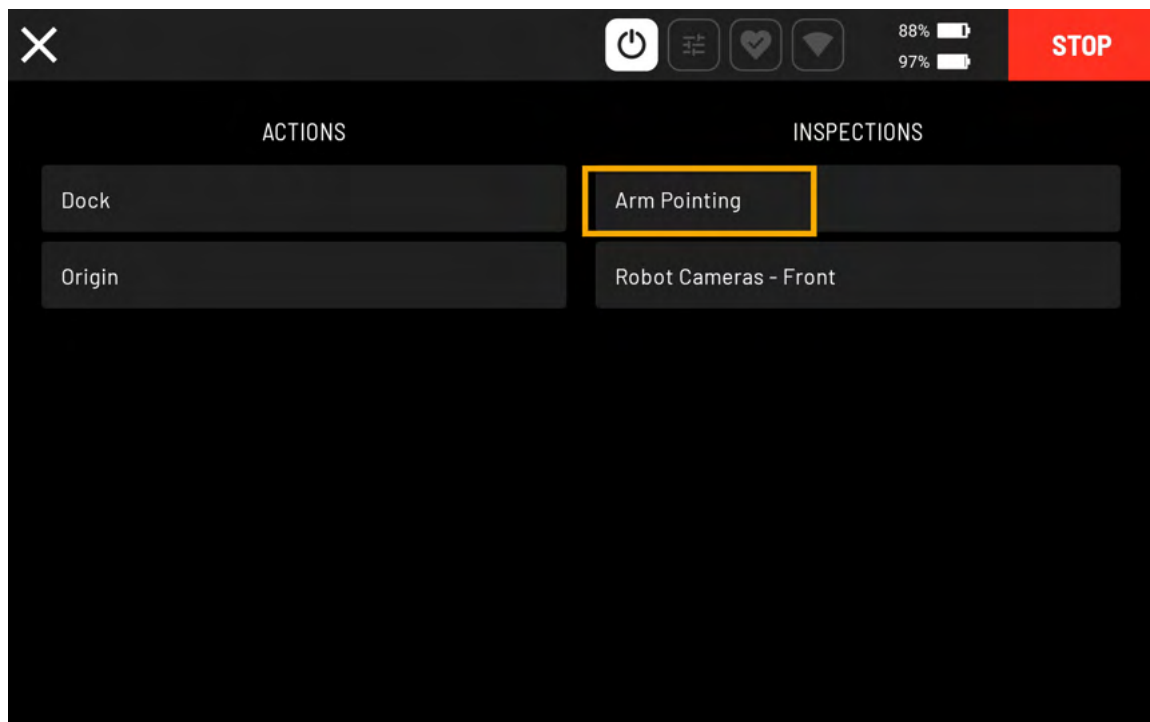 88%
97%
STOP
ACTIONS
INSPECTIONS
Dock
Arm Pointing
Origin
Robot Cameras - Front